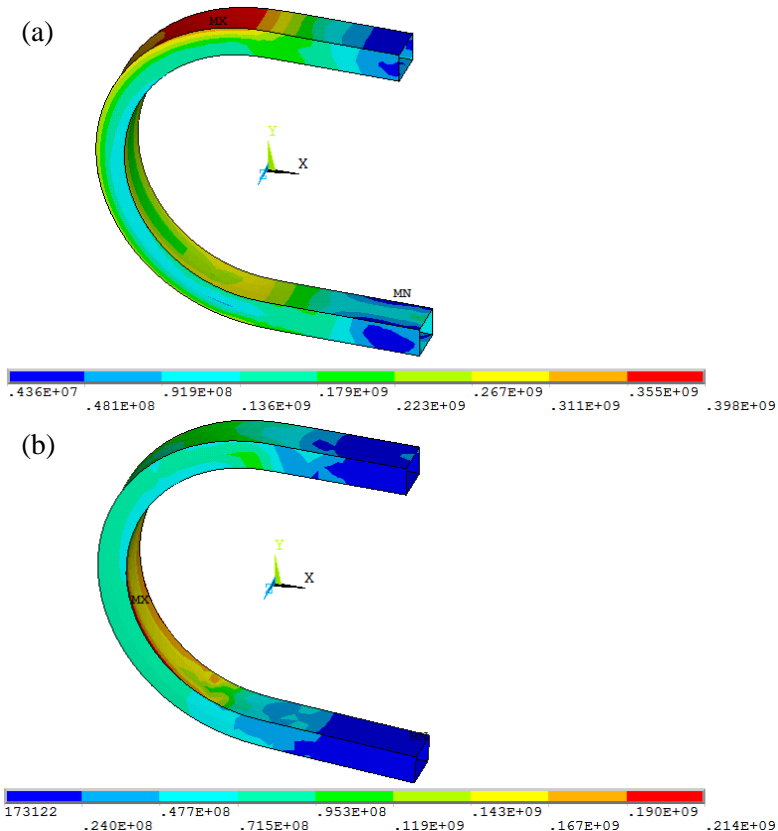 (a)
MX
Y
X
Z
MN
.436E+07 .919E+08 .179E+09 .267E+09 .355E+09
.481E+08 .136E+09 .223E+09 .311E+09 .398E+09
(b)
Y
X
Z
MX
173122 .477E+08 .953E+08 .142E+09 .190E+09
.240E+08 .715E+08 .119E+09 .167E+09 .214E+09